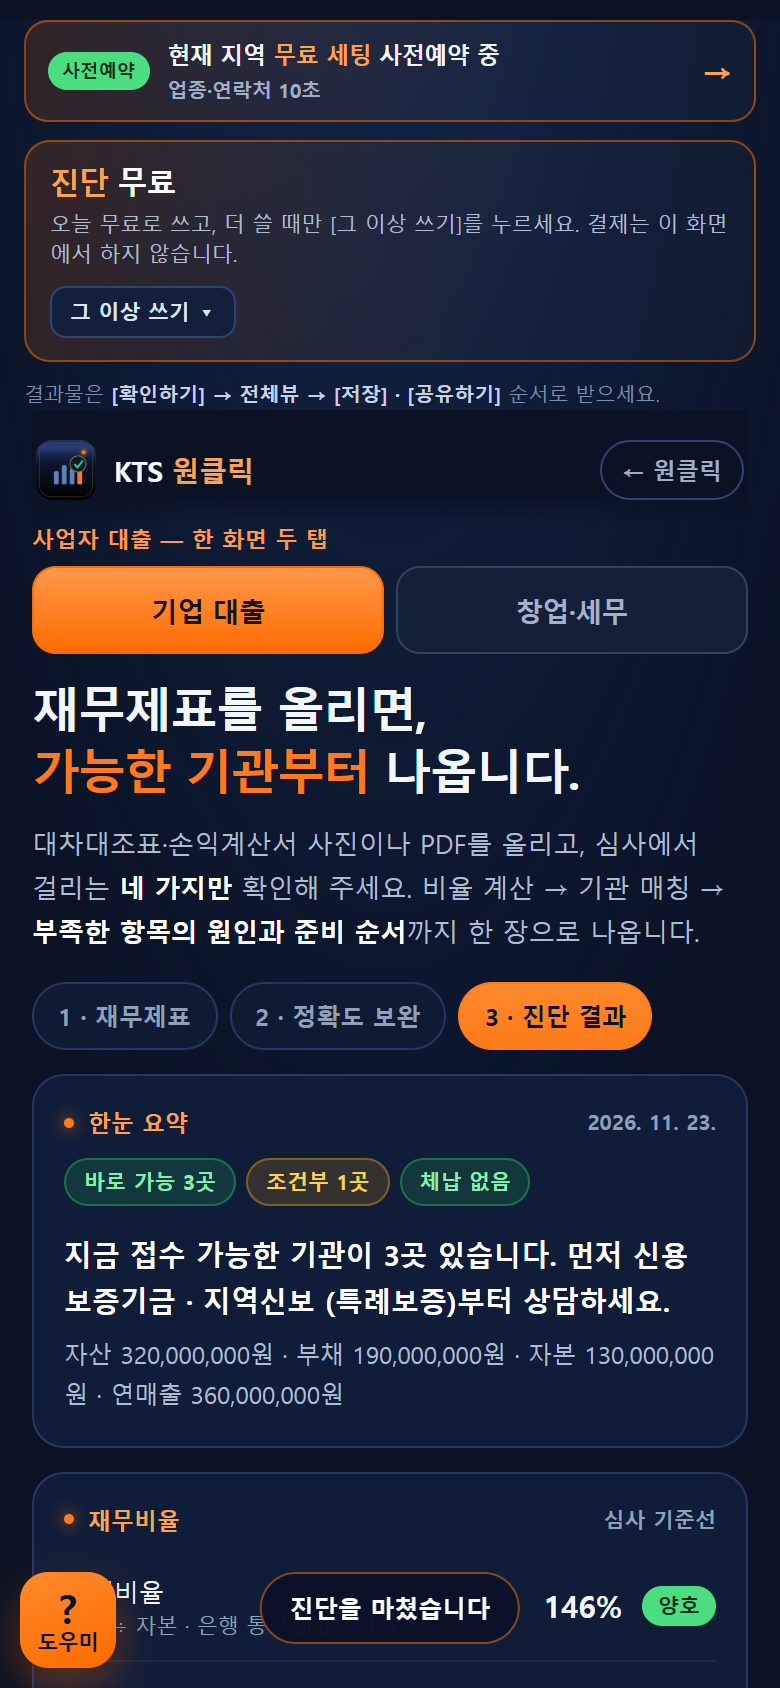 사전예약
현재 지역 무료 세팅 사전예약 중
업종·연락처 10초
→
진단 무료
오늘 무료로 쓰고, 더 쓸 때만 [그 이상 쓰기]를 누르세요. 결제는 이 화면
에서 하지 않습니다.
그 이상 쓰기 ▼
결과물은 [확인하기] → 전체뷰 → [저장] · [공유하기] 순서로 받으세요.
KTS 원클릭
← 원클릭
사업자 대출 — 한 화면 두 탭
기업 대출
창업·세무
재무제표를 올리면,
가능한 기관부터 나옵니다.
대차대조표·손익계산서 사진이나 PDF를 올리고, 심사에서
걸리는 네 가지만 확인해 주세요. 비율 계산 → 기관 매칭 →
부족한 항목의 원인과 준비 순서까지 한 장으로 나옵니다.
1 · 재무제표
2 · 정확도 보완
3 · 진단 결과
한눈 요약
2026. 11. 23.
바로 가능 3곳
조건부 1곳
체납 없음
지금 접수 가능한 기관이 3곳 있습니다. 먼저 신용
보증기금 · 지역신보 (특례보증)부터 상담하세요.
자산 320,000,000원 · 부채 190,000,000원 · 자본 130,000,000
원 · 연매출 360,000,000원
재무비율
심사 기준선
비율
÷ 자본 · 은행
진단을 마쳤습니다
146%
양호
?
도우미